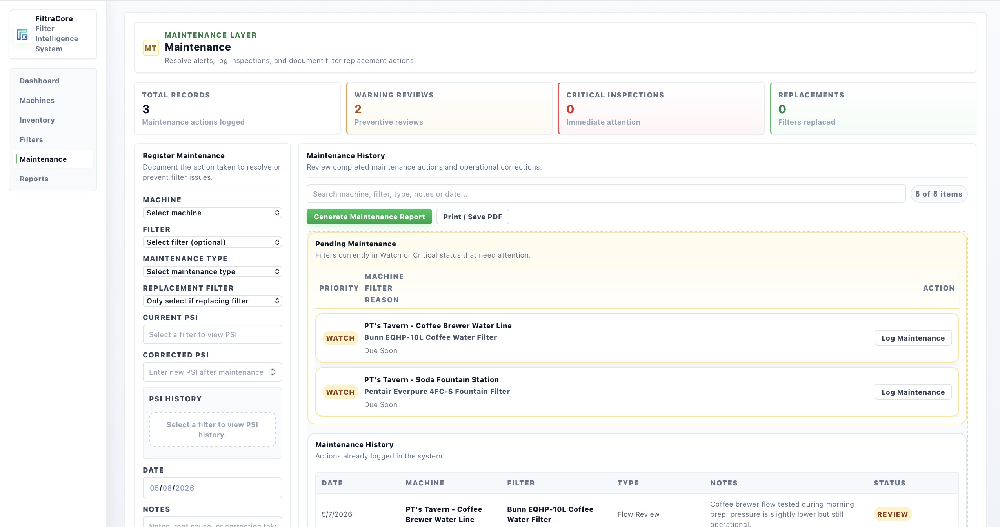 FiltraCore
Filter
Intelligence
System
Dashboard
Machines
Inventory
Filters
Maintenance
Reports
MAINTENANCE LAYER
MT
Maintenance
Resolve alerts, log inspections, and document filter replacement actions.
TOTAL RECORDS
3
Maintenance actions logged
WARNING REVIEWS
2
Preventive reviews
CRITICAL INSPECTIONS
0
Immediate attention
REPLACEMENTS
0
Filters replaced
Register Maintenance
Document the action taken to resolve or
prevent filter issues.
MACHINE
Select machine
FILTER
Select filter (optional)
MAINTENANCE TYPE
Select maintenance type
REPLACEMENT FILTER
Only select if replacing filter
CURRENT PSI
Select a filter to view PSI
CORRECTED PSI
Enter new PSI after maintenance
PSI HISTORY
Select a filter to view PSI
history.
DATE
05/08/2026
NOTES
Notes, root cause, or correction take
Maintenance History
Review completed maintenance actions and operational corrections.
Search machine, filter, type, notes or date...
5 of 5 items
Generate Maintenance Report
Print / Save PDF
Pending Maintenance
Filters currently in Watch or Critical status that need attention.
PRIORITY
MACHINE
FILTER
REASON
ACTION
WATCH
PT's Tavern - Coffee Brewer Water Line
Bunn EQHP-10L Coffee Water Filter
Due Soon
Log Maintenance
WATCH
PT's Tavern - Soda Fountain Station
Pentair Everpure 4FC-S Fountain Filter
Due Soon
Log Maintenance
Maintenance History
Actions already logged in the system.
DATE MACHINE FILTER TYPE NOTES STATUS
5/7/2026
PT's Tavern - Coffee
Brewer Water Line
Bunn EQHP-10L Coffee
Water Filter
Flow Review
Coffee brewer flow tested during morning
prep; pressure is slightly lower but still
operational.
REVIEW